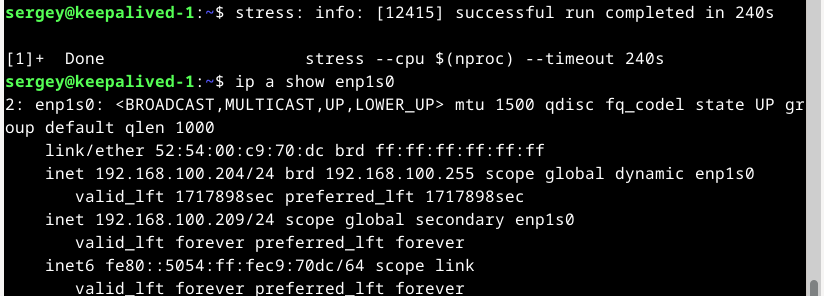 sergey@keepalived-1:~$ stress: info: [12415] successful run completed in 240s
[1]+  Done                    stress --cpu $(nproc) --timeout 240s
sergey@keepalived-1:~$ ip a show enp1s0
2: enp1s0: <BROADCAST,MULTICAST,UP,LOWER_UP> mtu 1500 qdisc fq_codel state UP gr
oup default qlen 1000
    link/ether 52:54:00:c9:70:dc brd ff:ff:ff:ff:ff:ff
    inet 192.168.100.204/24 brd 192.168.100.255 scope global dynamic enp1s0
       valid_lft 1717898sec preferred_lft 1717898sec
    inet 192.168.100.209/24 scope global secondary enp1s0
       valid_lft forever preferred_lft forever
    inet6 fe80::5054:ff:fec9:70dc/64 scope link
       valid_lft forever preferred_lft forever